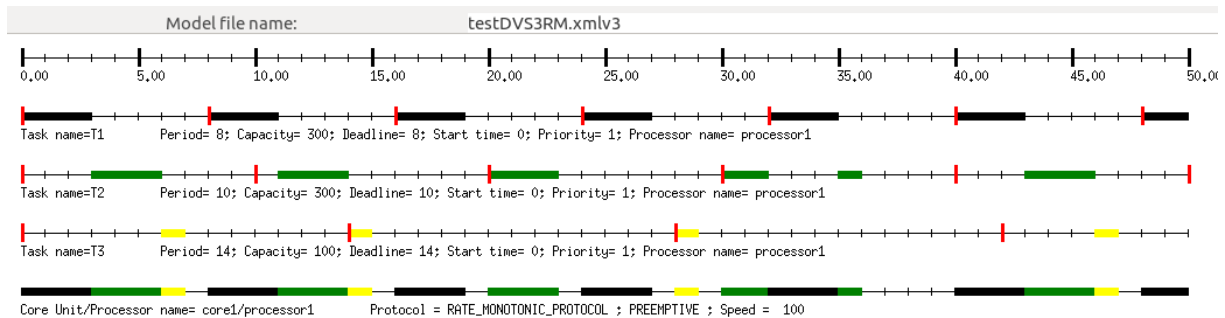 Model file name: testDVS3RM.xmlv3
0.00 5.00 10.00 15.00 20.00 25.00 30.00 35.00 40.00 45.00 50.00
Task name=T1 Period= 8; Capacity= 300; Deadline= 8; Start time= 0; Priority= 1; Processor name= processor1
Task name=T2 Period= 10; Capacity= 300; Deadline= 10; Start time= 0; Priority= 1; Processor name= processor1
Task name=T3 Period= 14; Capacity= 100; Deadline= 14; Start time= 0; Priority= 1; Processor name= processor1
Core Unit/Processor name= core1/processor1 Protocol = RATE_MONOTONIC_PROTOCOL ; PREEMPTIVE ; Speed = 100